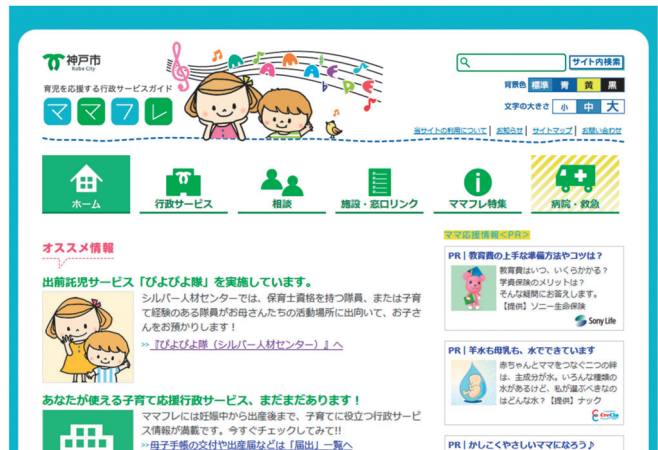 神戸市
Kobe City
サイト内検索
背景色 標準 青 黄 黒
育児を応援する行政サービスガイド
ママフレ
MAMAFRE
文字の大きさ 小 中 大
当サイトの利用について お知らせ サイトマップ お問い合わせ
ホーム
行政サービス
相談
施設・窓口リンク
ママフレ特集
病院・救急
オススメ情報
出前託児サービス「ぴよぴよ隊」を実施しています。
シルバー人材センターでは、保育士資格を持つ隊員、または子育
て経験のある隊員がお母さんたちの活動場所に出向いて、お子さ
んをお預かりします！
>> 『ぴよぴよ隊（シルバー人材センター）』へ
あなたが使える子育て応援行政サービス、まだまだあります！
ママフレには妊娠中から出産後まで、子育てに役立つ行政サービ
ス情報が満載です。今すぐチェックしてみて!!
>>母子手帳の交付や出産届などは「届出」一覧へ
ママ応援情報<PR>
PR | 教育費の上手な準備方法やコツは？
教育費はいつ、いくらかかる？
学資保険のメリットは？
そんな疑問にお答えします。
【提供】ソニー生命保険
Sony Life
PR | 羊水も母乳も、水でできています
赤ちゃんとママをつなぐ二つの絆
は、主成分が水。いろんな種類の
水があるけど、私が選ぶべきなの
はどんな水？【提供】ナック
CreCla
PR | かしこくやさしいママになろう♪